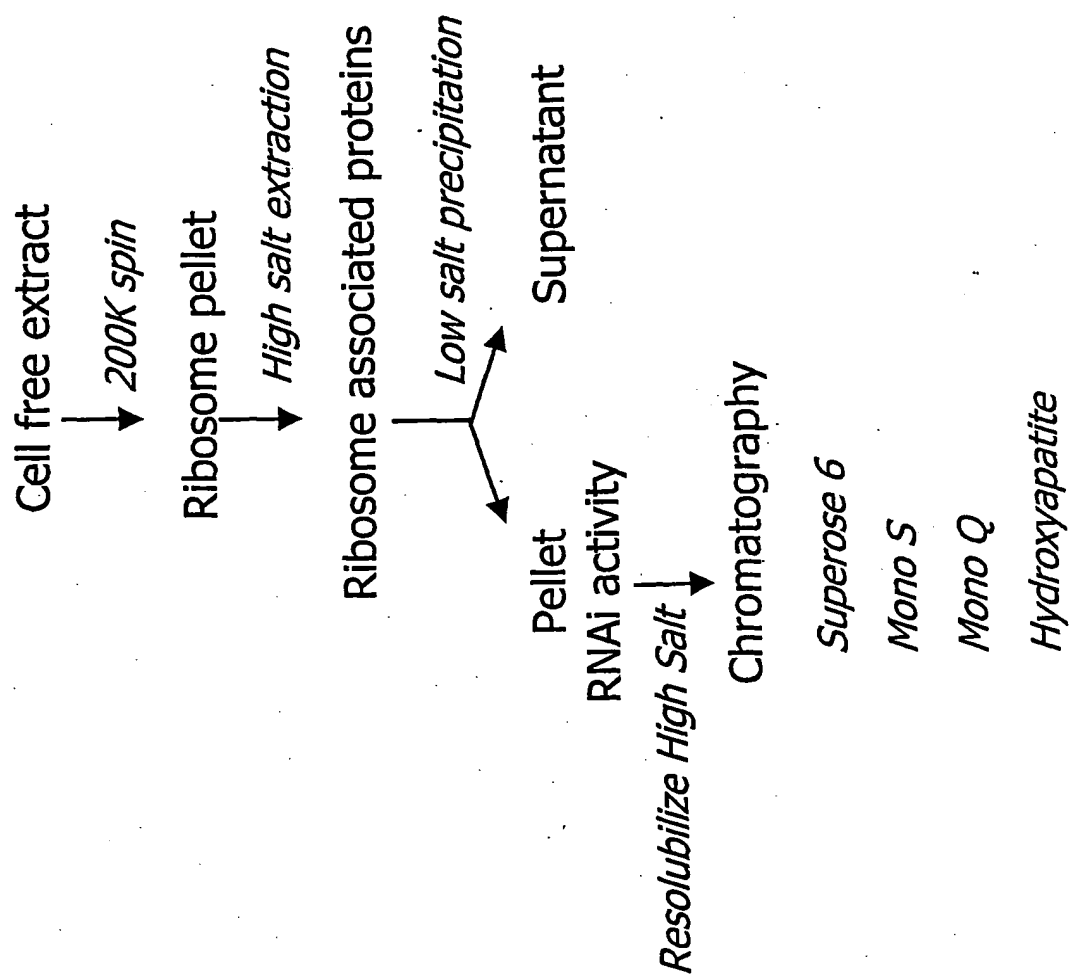 Cell free extract
200K spin
Ribosome pellet
High salt extraction
Ribosome associated proteins
Low salt precipitation
Pellet
Supernatant
RNAi activity
Resolubilize High Salt
Chromatography
Superose 6
Mono S
Mono Q
Hydroxyapatite